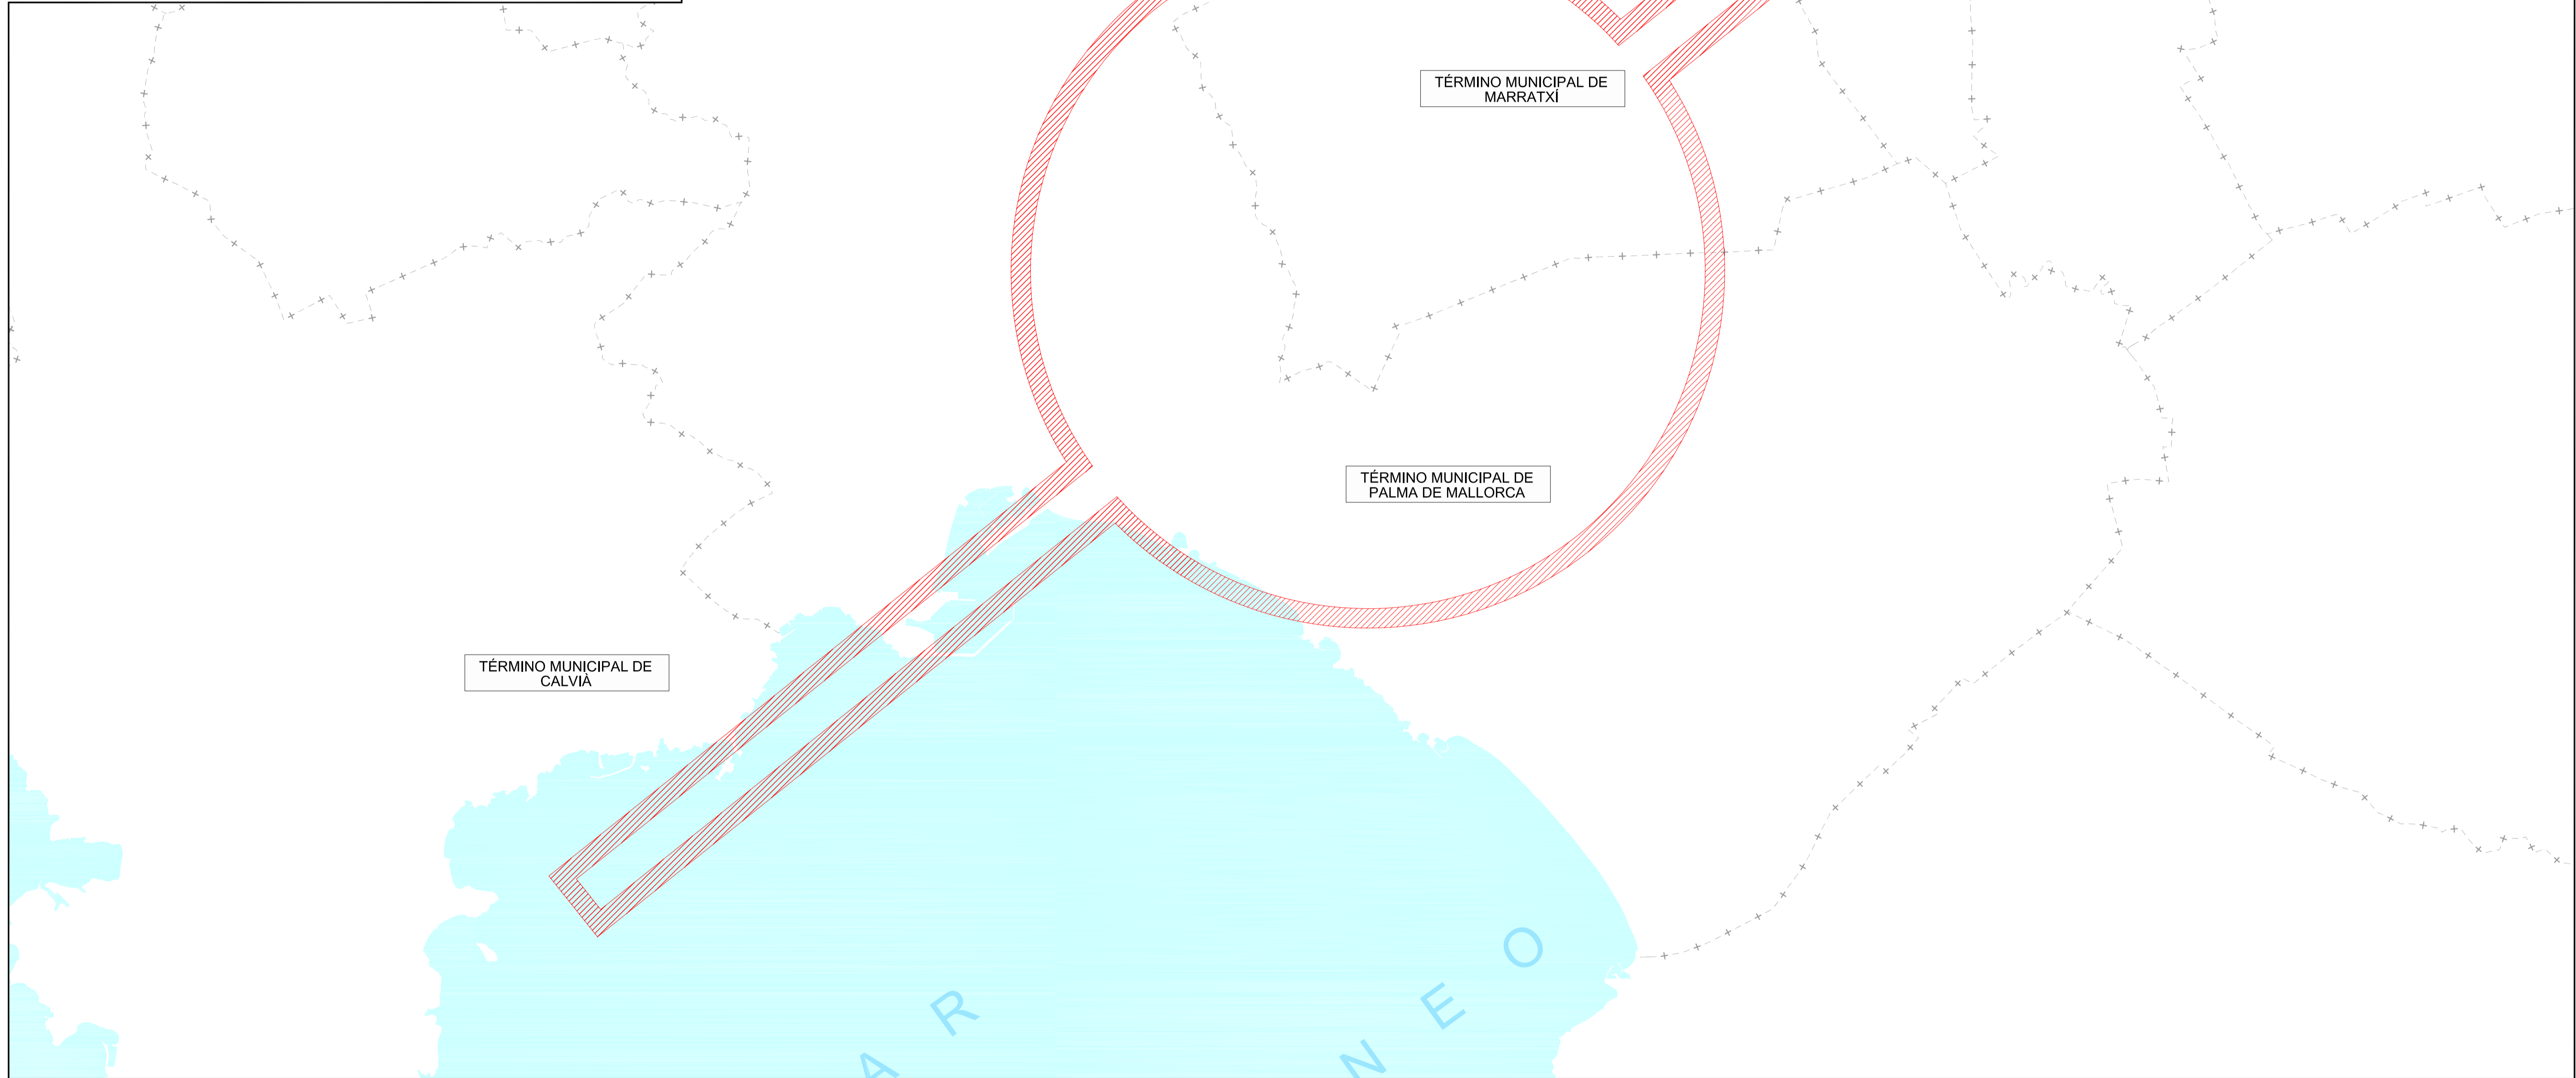 TÉRMINO MUNICIPAL DE
MARRATXÍ
TÉRMINO MUNICIPAL DE
PALMA DE MALLORCA
TÉRMINO MUNICIPAL DE
CALVIÀ
A R
N E O